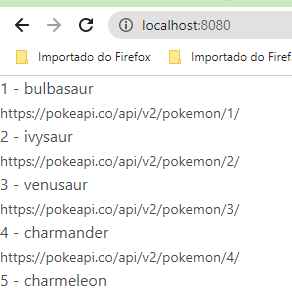 localhost:8080
Importado do Firefox
Importado do Firef
1 - bulbasaur
https://pokeapi.co/api/v2/pokemon/1/
2 - ivysaur
https://pokeapi.co/api/v2/pokemon/2/
3 - venusaur
https://pokeapi.co/api/v2/pokemon/3/
4 - charmander
https://pokeapi.co/api/v2/pokemon/4/
5 - charmeleon